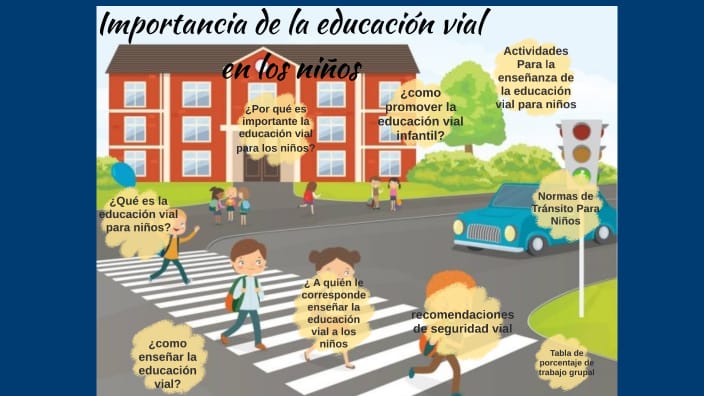 Importancia de la educación vial
en los niños
Actividades
Para la
enseñanza de
la educación
vial para niños
¿como
promover la
educación vial
infantil?
¿Por qué es
importante la
educación vial
para los niños?
¿Qué es la
educación vial
para niños?
Normas de
Tránsito Para
Niños
¿ A quién le
corresponde
enseñar la
educación
vial a los
niños
recomendaciones
de seguridad vial
¿como
enseñar la
educación
vial?
Tabla de
porcentaje de
trabajo grupal